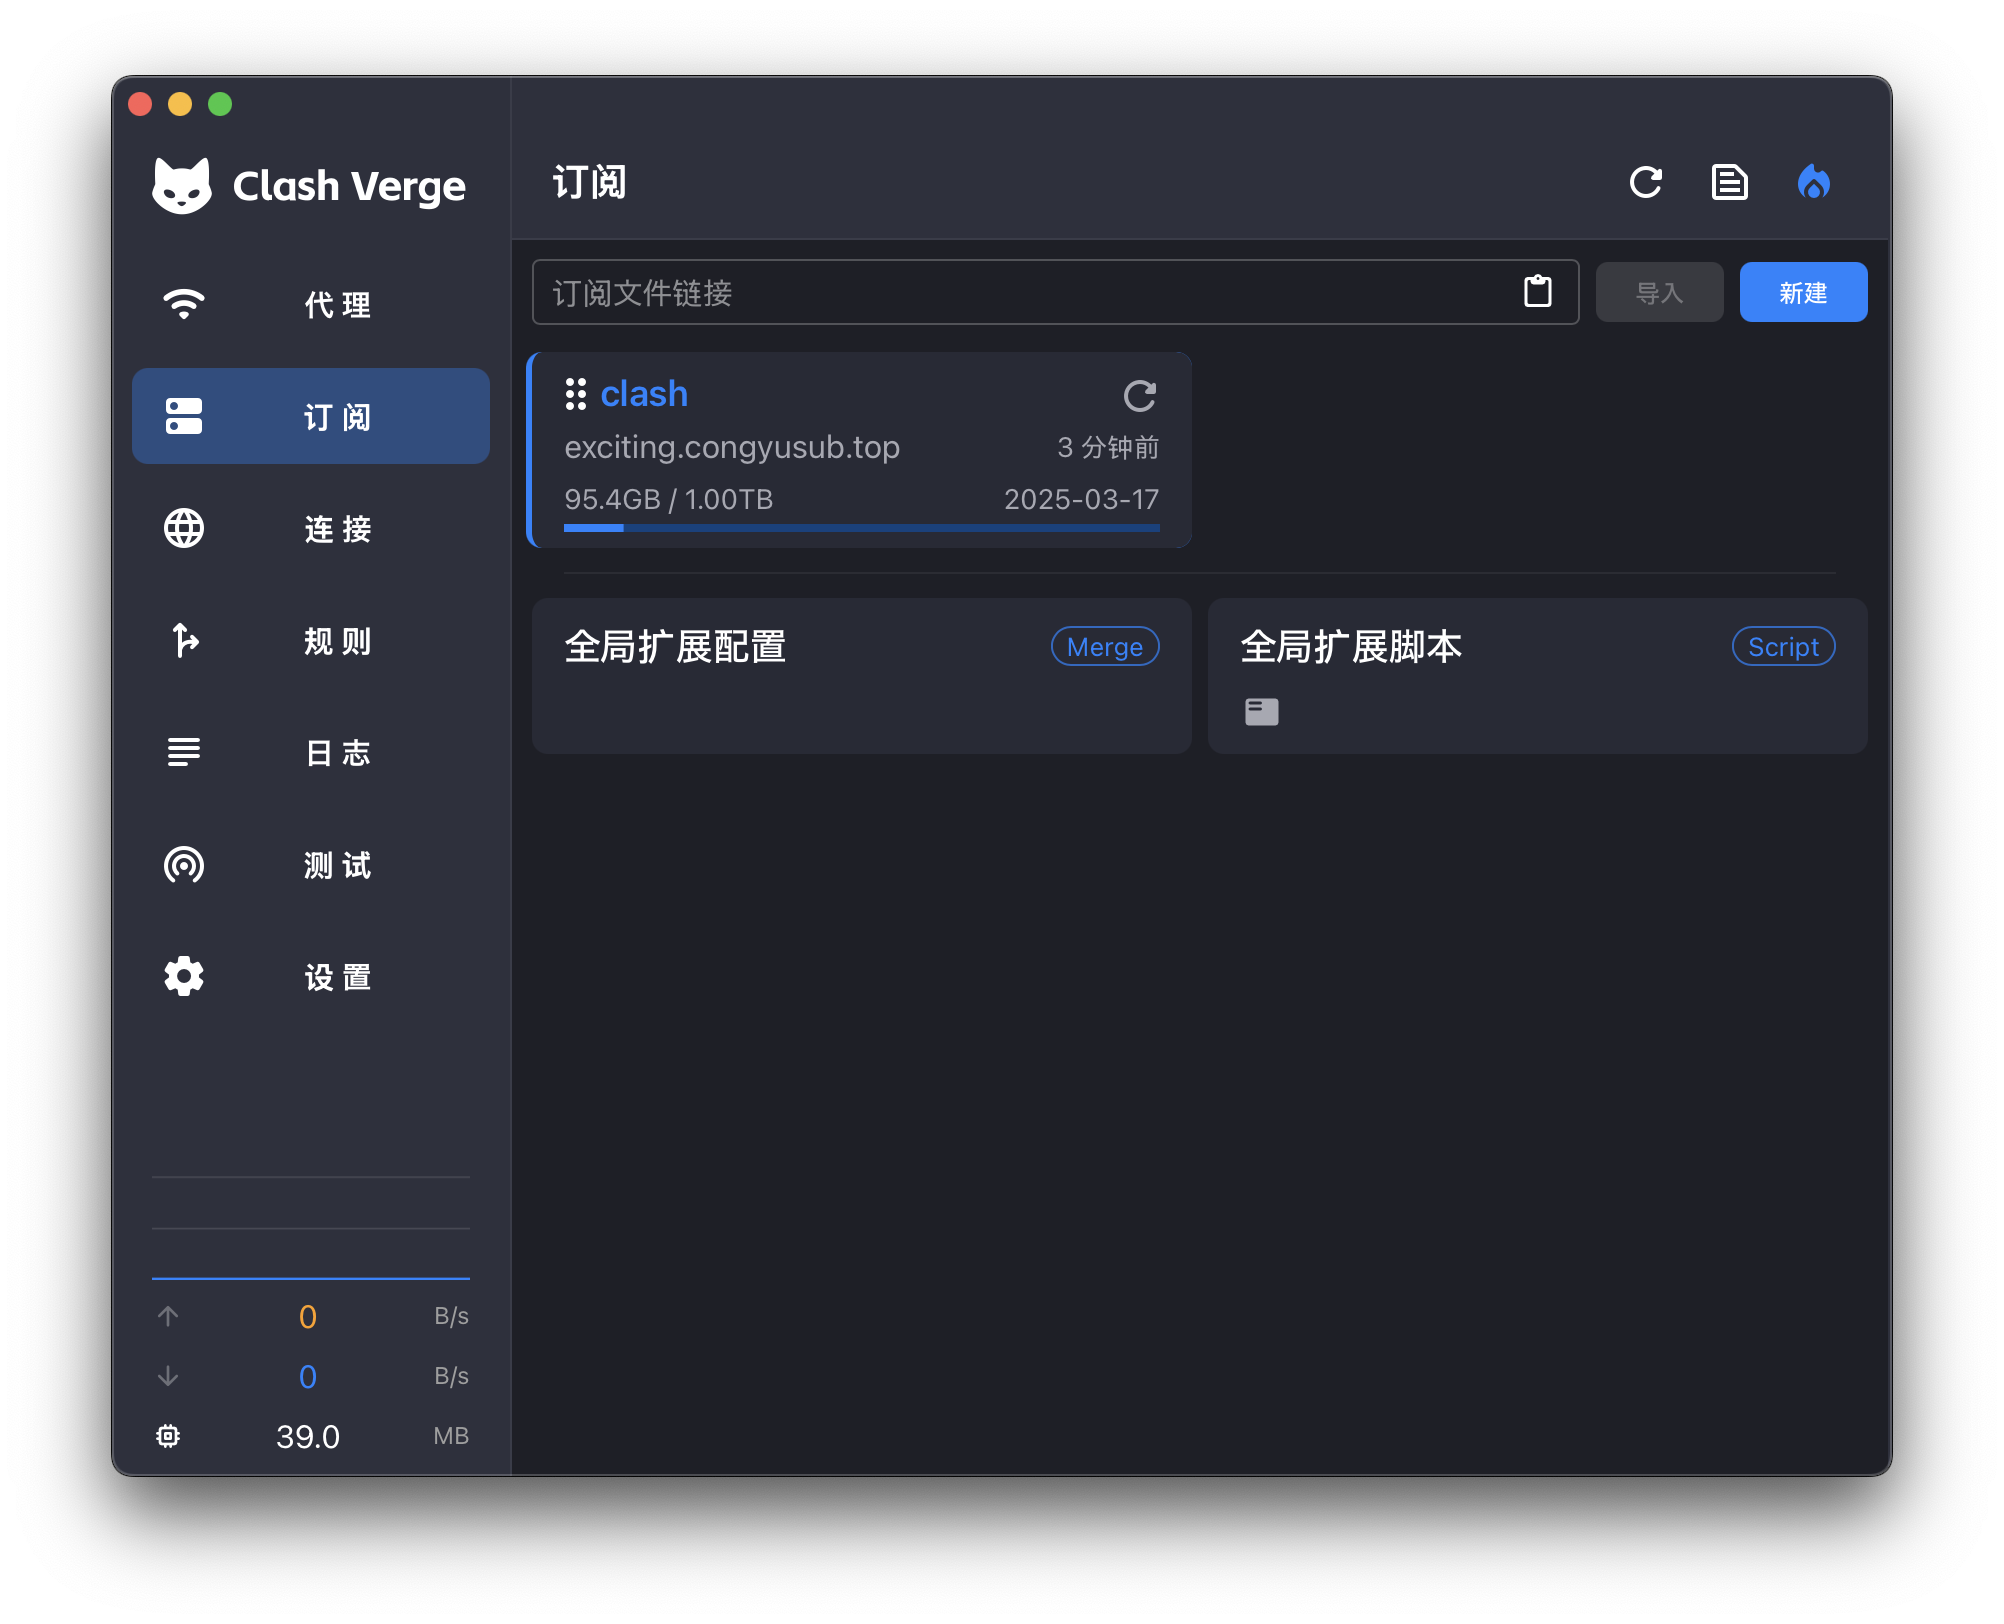 Clash Verge
代 理
订 阅
连 接
规 则
日 志
测 试
设 置
0 B/s
0 B/s
39.0 MB
订阅
订阅文件链接
导入
新建
clash
exciting.congyusub.top 3 分钟前
95.4GB / 1.00TB 2025-03-17
全局扩展配置 Merge
全局扩展脚本 Script